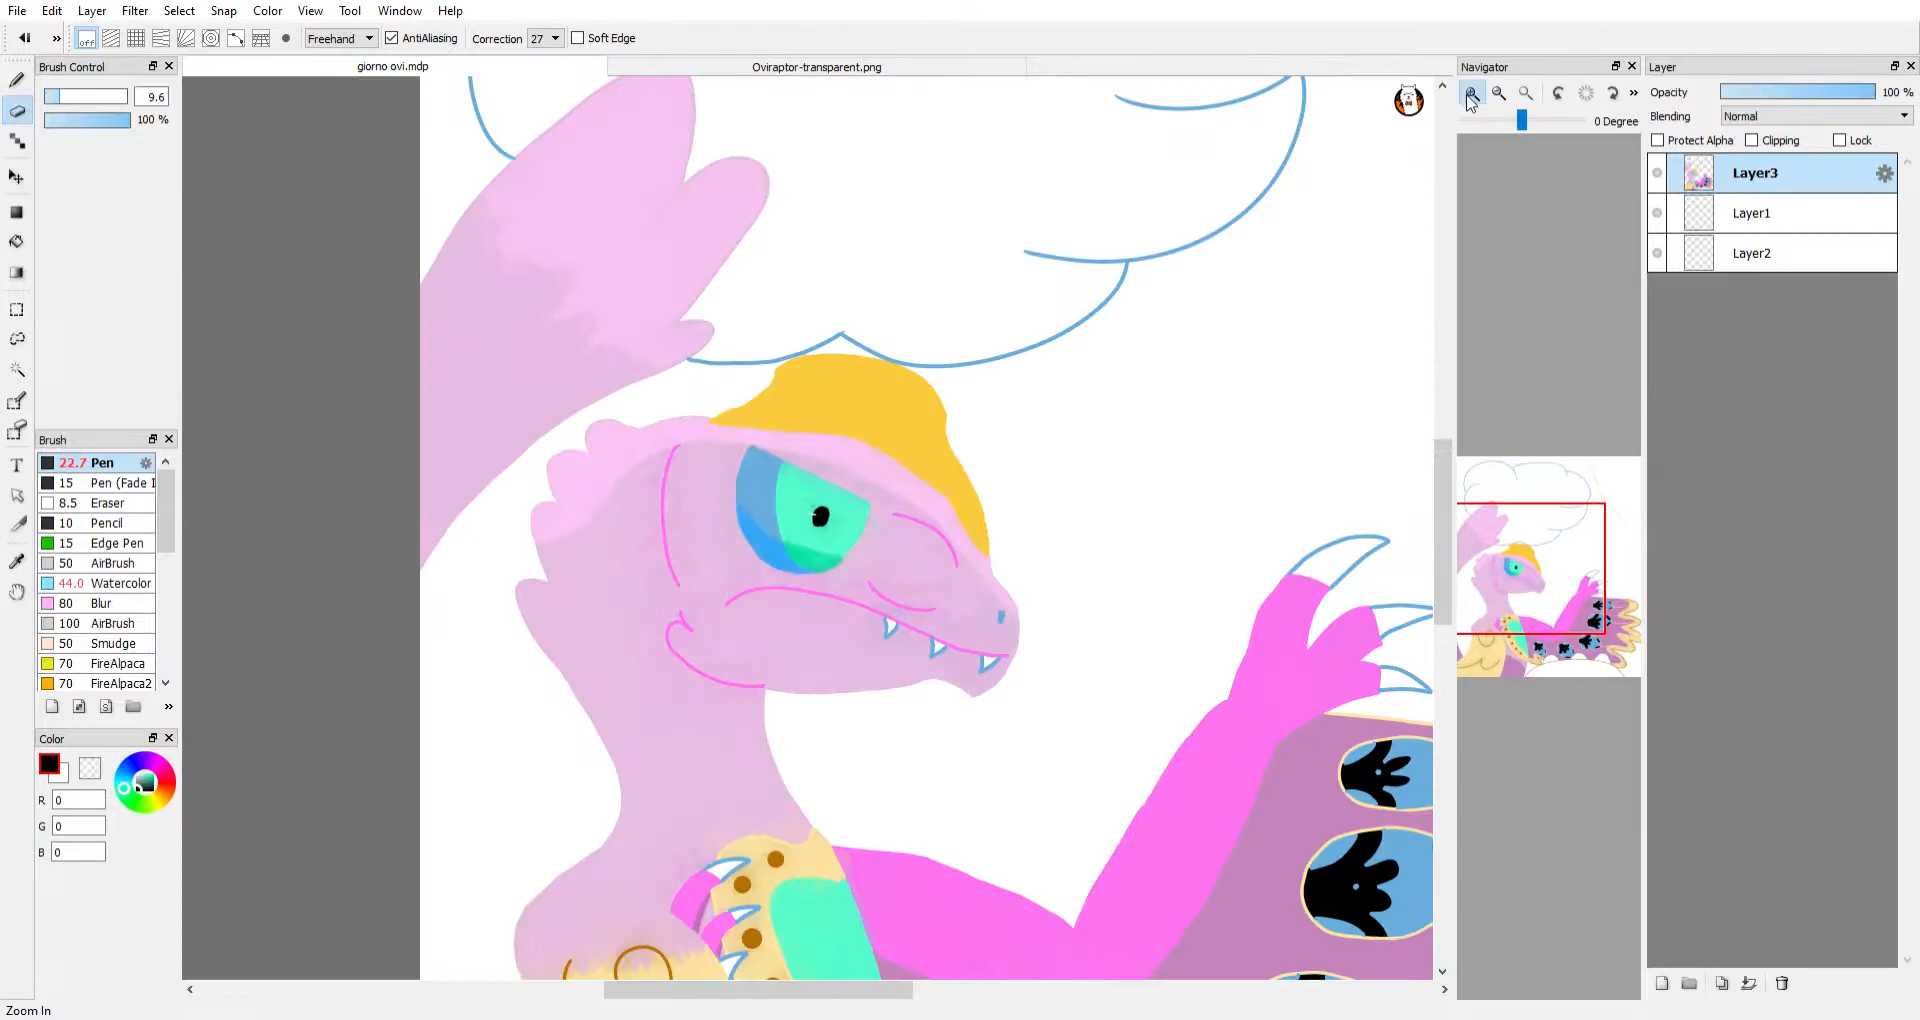 File Edit Layer Filter Select Snap Color View Tool Window Help
off Freehand AntiAliasing Correction 27 Soft Edge
Brush Control
giorno ovi.mdp
Oviraptor-transparent.png
9.6
100 %
Brush
22.7 Pen
15 Pen (Fade I
8.5 Eraser
10 Pencil
15 Edge Pen
50 AirBrush
44.0 Watercolor
80 Blur
100 AirBrush
50 Smudge
70 FireAlpaca
70 FireAlpaca2
S
Color
R 0
G 0
B 0
T
Navigator
0 Degree
Layer
Opacity 100 %
Blending Normal
Protect Alpha Clipping Lock
Layer3
Layer1
Layer2
Zoom In